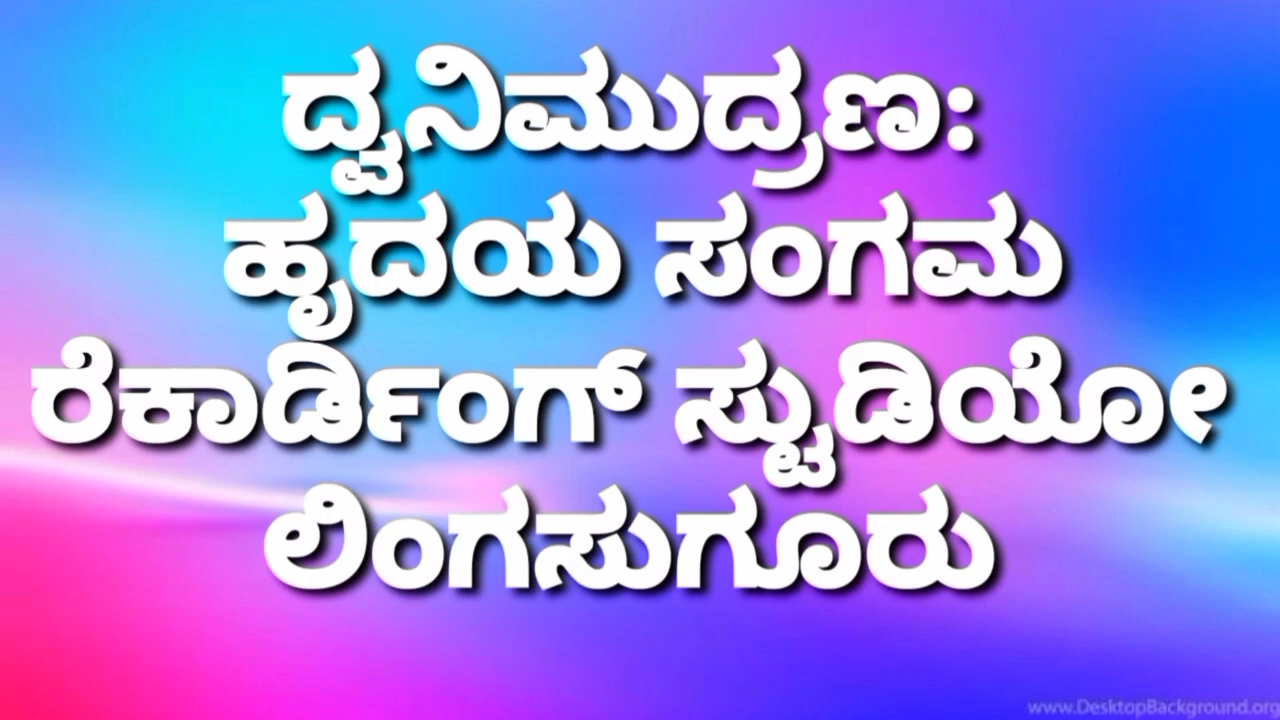 ದ್ವನಿಮುದ್ರಣ:
ಹೃದಯ ಸಂಗಮ
ರೆಕಾರ್ಡಿಂಗ್ ಸ್ಟುಡಿಯೋ
ಲಿಂಗಸುಗೂರು
www.DesktopBackground.org